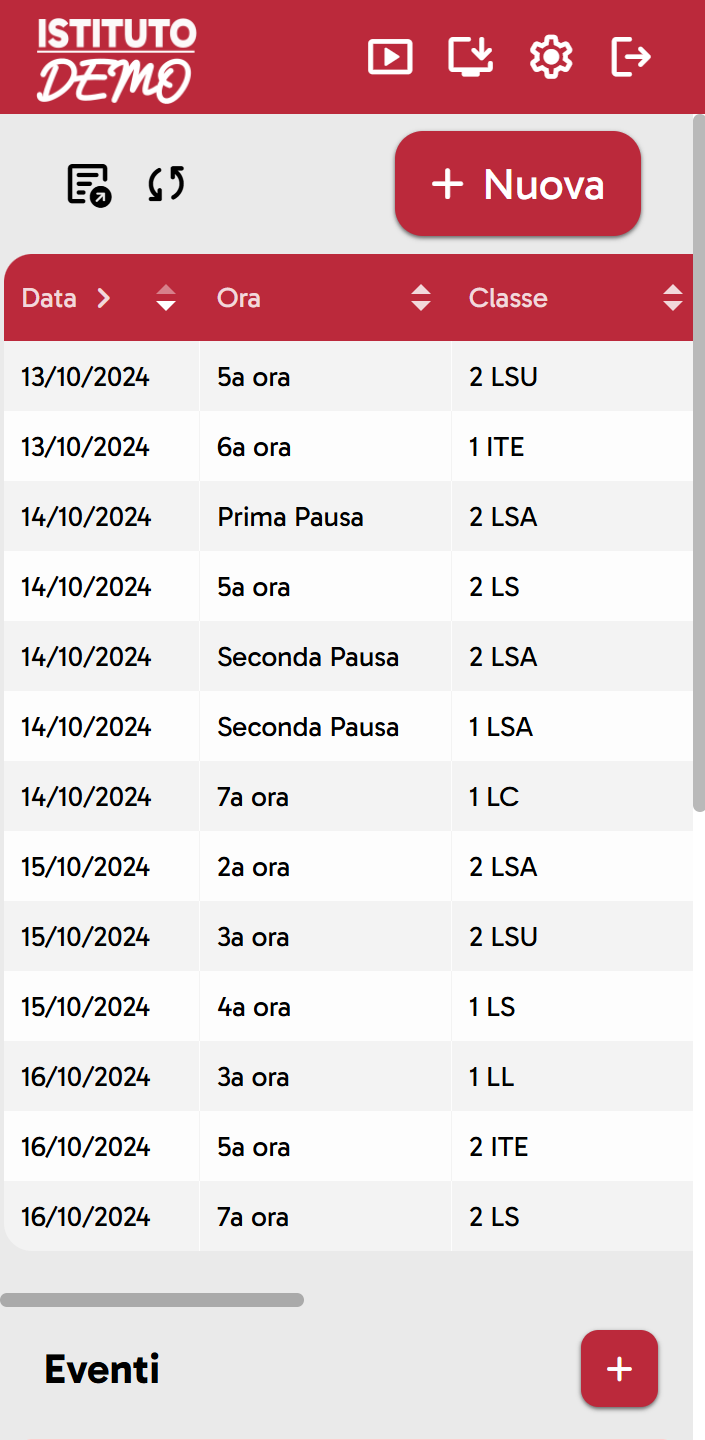 ISTITUTO
DEMO
Nuova
Data Ora Classe
13/10/2024 5a ora 2 LSU
13/10/2024 6a ora 1 ITE
14/10/2024 Prima Pausa 2 LSA
14/10/2024 5a ora 2 LS
14/10/2024 Seconda Pausa 2 LSA
14/10/2024 Seconda Pausa 1 LSA
14/10/2024 7a ora 1 LC
15/10/2024 2a ora 2 LSA
15/10/2024 3a ora 2 LSU
15/10/2024 4a ora 1 LS
16/10/2024 3a ora 1 LL
16/10/2024 5a ora 2 ITE
16/10/2024 7a ora 2 LS
Eventi